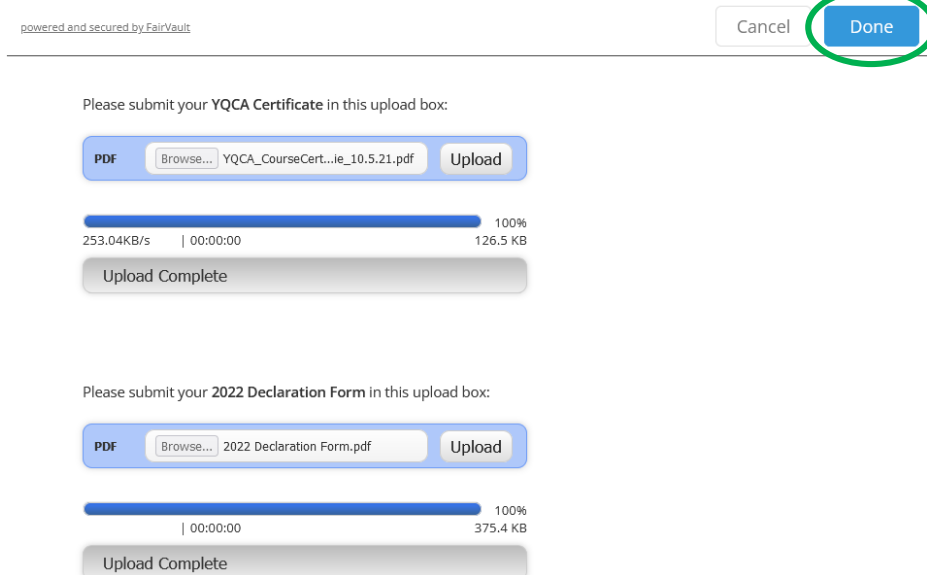 powered and secured by FairVault
Cancel
Done
Please submit your YQCA Certificate in this upload box:
PDF Browse... YQCA_CourseCert...ie_10.5.21.pdf Upload
100%
253.04KB/s | 00:00:00 126.5 KB
Upload Complete
Please submit your 2022 Declaration Form in this upload box:
PDF Browse... 2022 Declaration Form.pdf Upload
100%
| 00:00:00 375.4 KB
Upload Complete